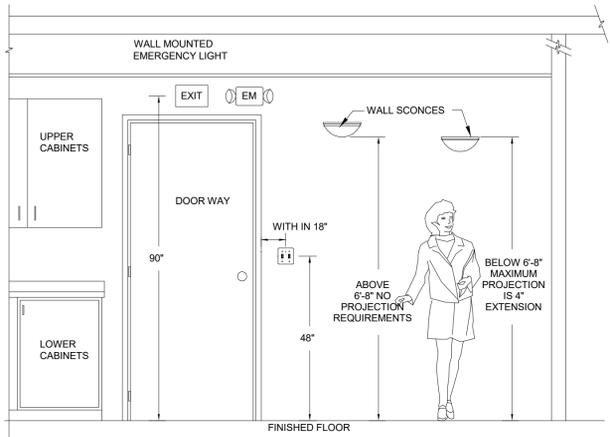 WALL MOUNTED
EMERGENCY LIGHT
EXIT
EM
WALL SCONCES
UPPER
CABINETS
DOOR WAY
WITH IN 18"
90"
ABOVE
6'-8" NO
PROJECTION
REQUIREMENTS
BELOW 6'-8"
MAXIMUM
PROJECTION
IS 4"
EXTENSION
48"
LOWER
CABINETS
FINISHED FLOOR